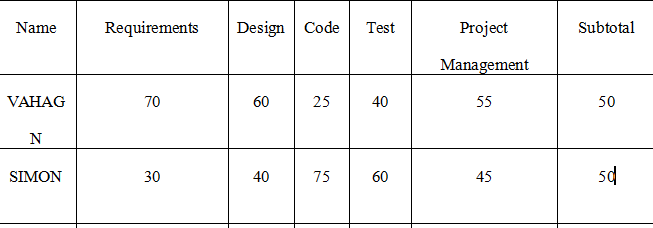 Name Requirements Design Code Test Project Management Subtotal
VAHAGN 70 60 25 40 55 50
SIMON 30 40 75 60 45 50